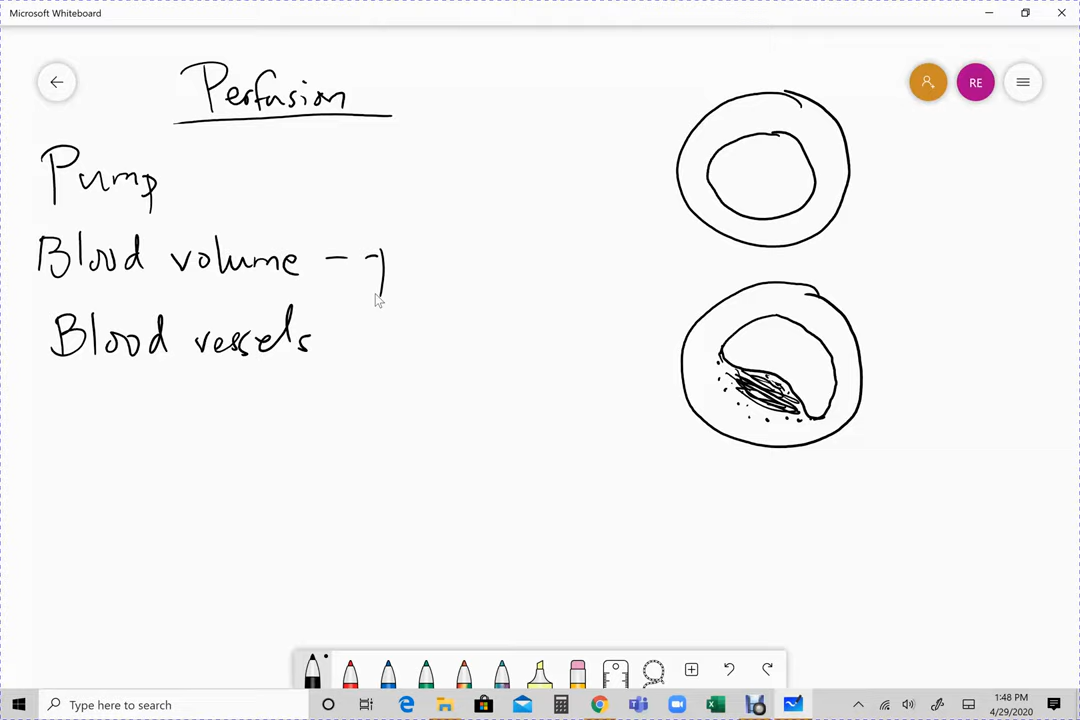 Microsoft Whiteboard
RE
Perfusion
Pump
Blood volume - -
Blood vessels
Type here to search
1:48 PM
4/29/2020